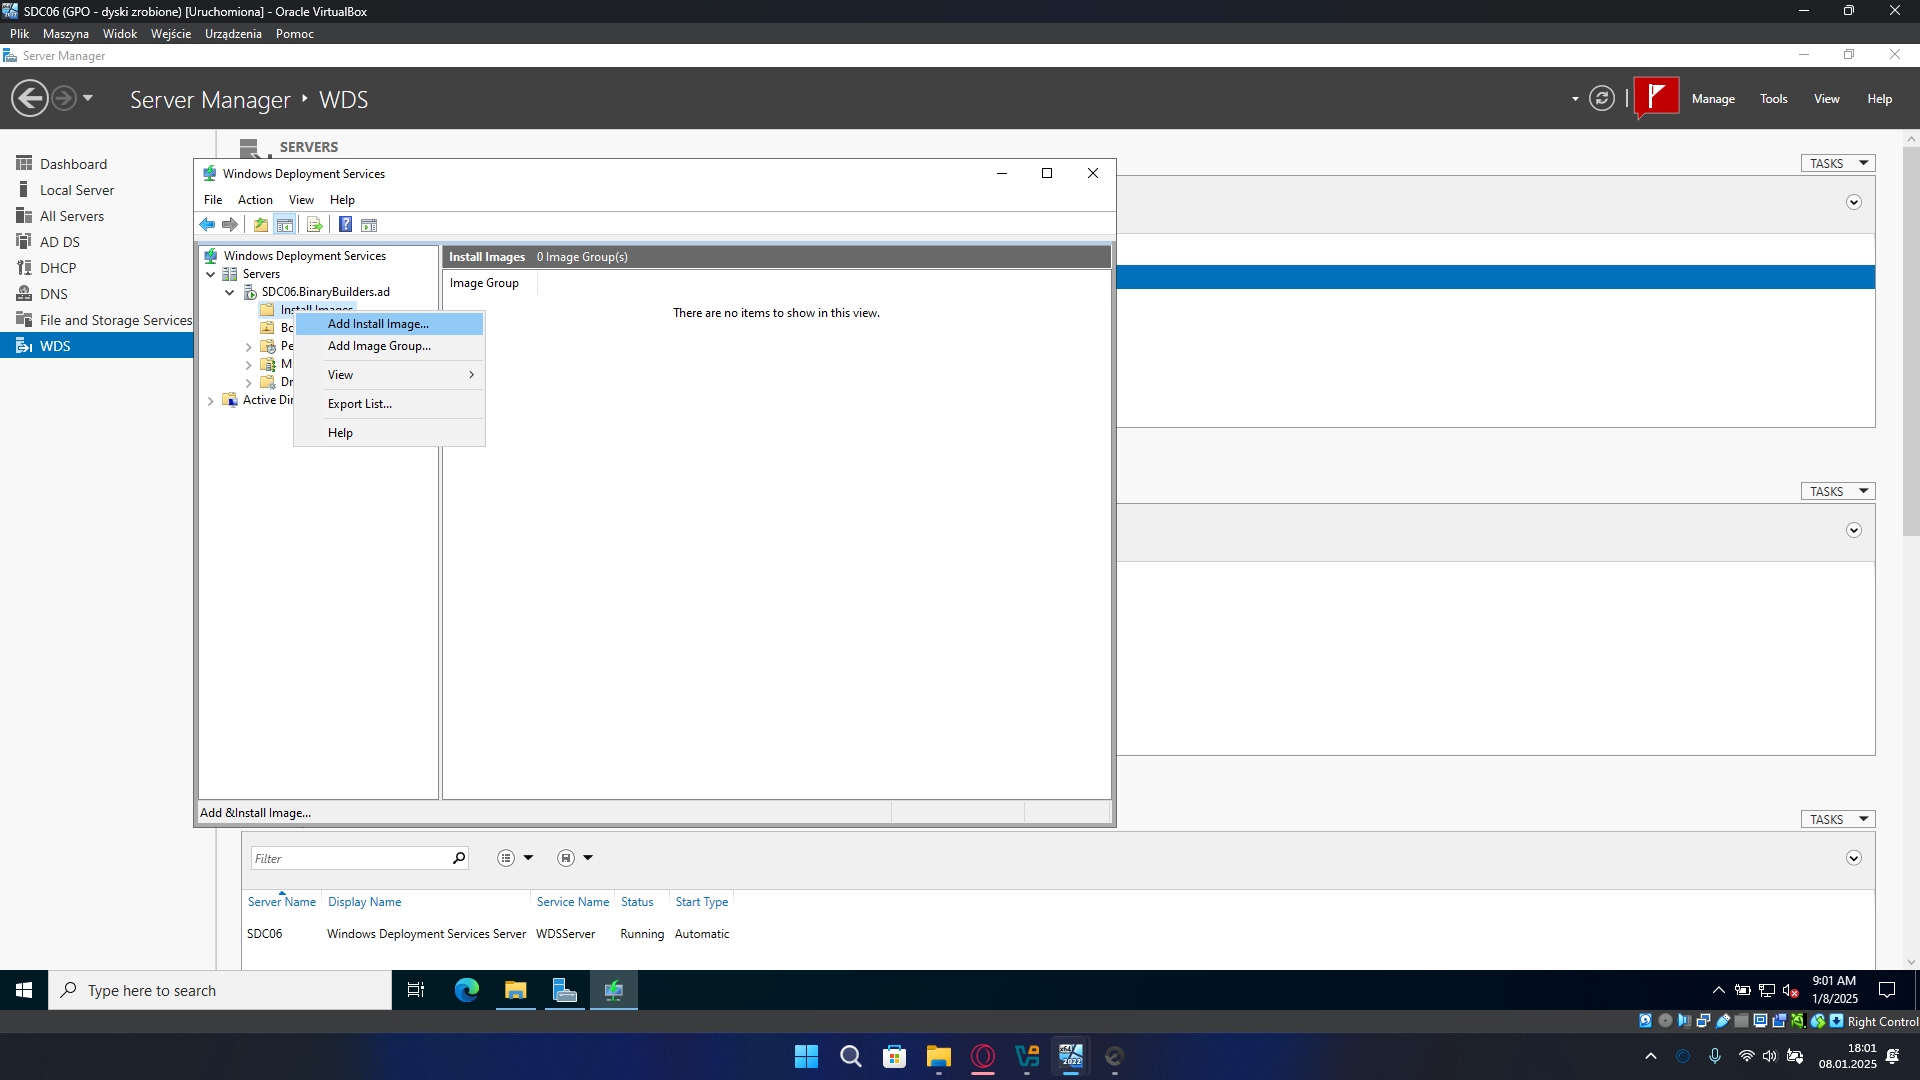 SDC06 (GPO - dyski zrobione) [Uruchomiona] - Oracle VirtualBox
Plik Maszyna Widok Wejście Urządzenia Pomoc
Server Manager
Server Manager WDS
Manage Tools View Help
Dashboard
Local Server
All Servers
AD DS
DHCP
DNS
File and Storage Services
WDS
SERVERS
TASKS
Windows Deployment Services
File Action View Help
Windows Deployment Services
Servers
SDC06.BinaryBuilders.ad
Install Images
Bo
Pe
M
Dr
Active Dir
Add Install Image...
Add Image Group...
View
Export List...
Help
Install Images 0 Image Group(s)
Image Group
There are no items to show in this view.
Add &Install Image...
TASKS
TASKS
Filter
Server Name Display Name Service Name Status Start Type
SDC06 Windows Deployment Services Server WDSServer Running Automatic
Type here to search
9:01 AM
1/8/2025
Right Control
18:01
08.01.2025